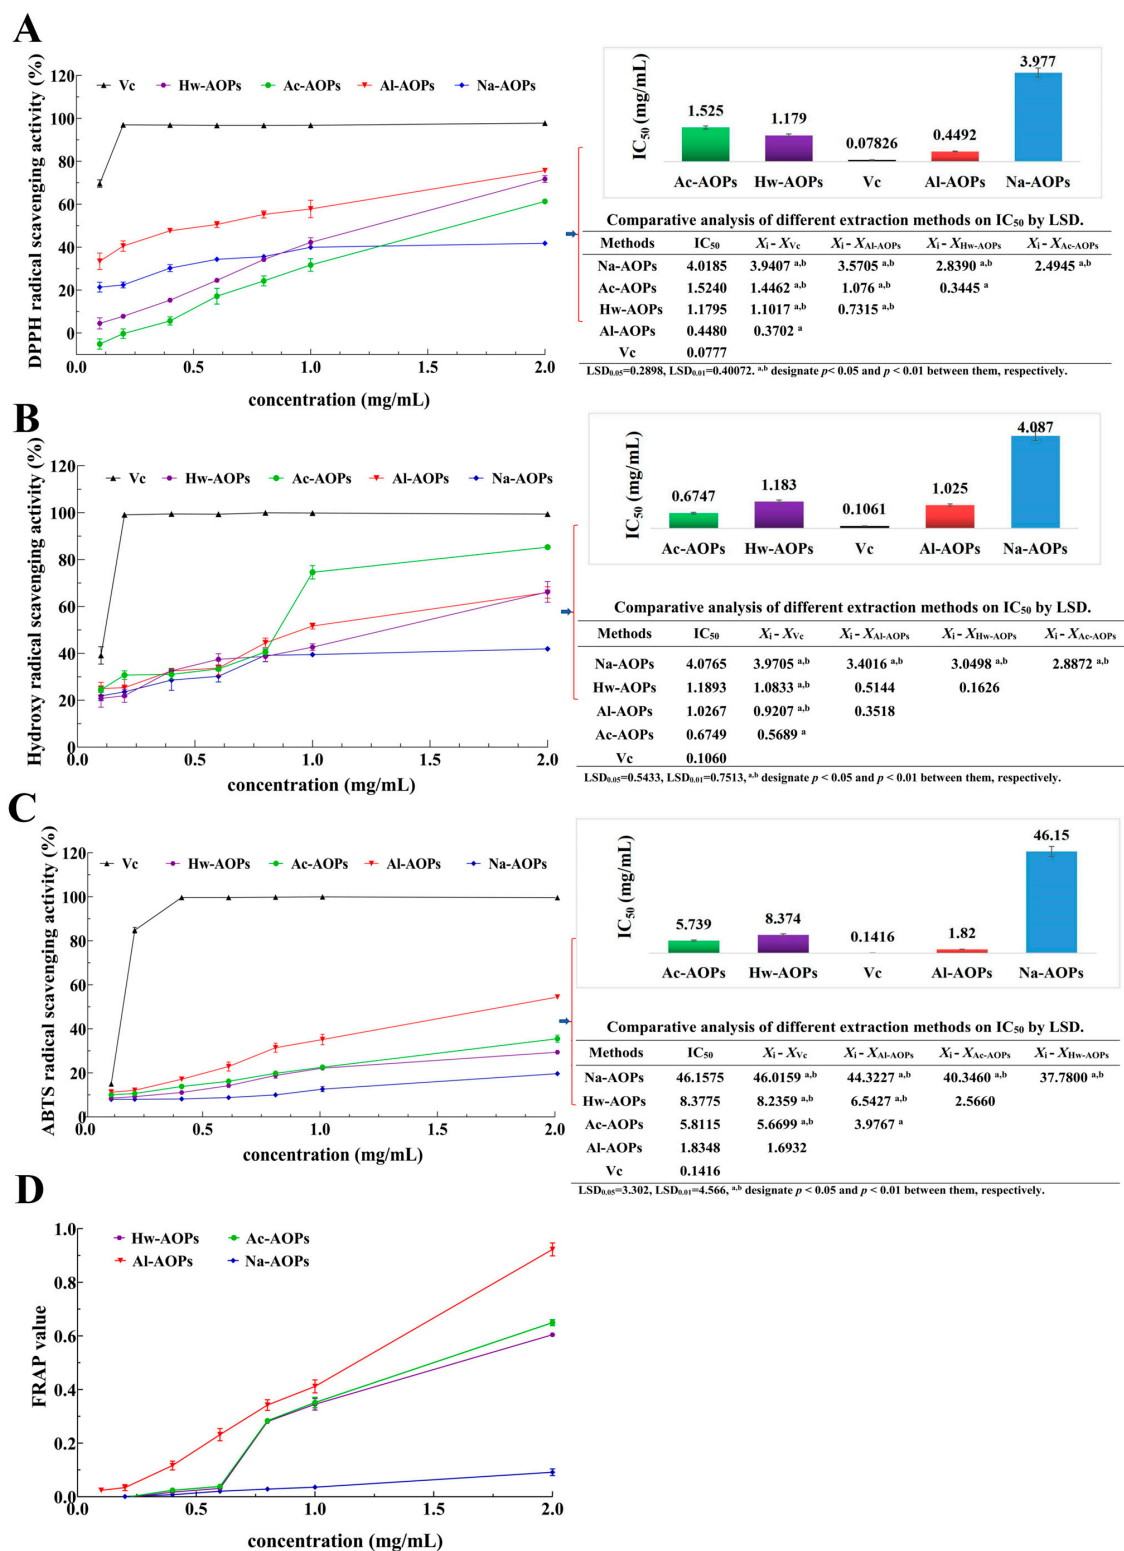 A
DPPH radical scavenging activity (%)
120
100
80
60
40
20
0
Vc
Hw-AOPs
Ac-AOPs
Al-AOPs
Na-AOPs
0.0
0.5
1.0
1.5
2.0
concentration (mg/mL)
IC50 (mg/mL)
1.525
1.179
0.07826
0.4492
3.977
Ac-AOPs Hw-AOPs Vc Al-AOPs Na-AOPs
Comparative analysis of different extraction methods on IC50 by LSD.
Methods IC50 Xi - XVc Xi - XAl-AOPs Xi - XHw-AOPs Xi - XAc-AOPs
Na-AOPs 4.0185 3.9407 a,b 3.5705 a,b 2.8390 a,b 2.4945 a,b
Ac-AOPs 1.5240 1.4462 a,b 1.076 a,b 0.3445 a
Hw-AOPs 1.1795 1.1017 a,b 0.7315 a,b
Al-AOPs 0.4480 0.3702 a
Vc 0.0777
LSD0.05=0.2898, LSD0.01=0.40072. a,b designate p< 0.05 and p < 0.01 between them, respectively.
B
Hydroxy radical scavenging activity (%)
120
100
80
60
40
20
0
Vc
Hw-AOPs
Ac-AOPs
Al-AOPs
Na-AOPs
0.0
0.5
1.0
1.5
2.0
concentration (mg/mL)
IC50 (mg/mL)
0.6747
1.183
0.1061
1.025
4.087
Ac-AOPs Hw-AOPs Vc Al-AOPs Na-AOPs
Comparative analysis of different extraction methods on IC50 by LSD.
Methods IC50 Xi - XVc Xi - XAl-AOPs Xi - XHw-AOPs Xi - XAc-AOPs
Na-AOPs 4.0765 3.9705 a,b 3.4016 a,b 3.0498 a,b 2.8872 a,b
Hw-AOPs 1.1893 1.0833 a,b 0.5144 0.1626
Al-AOPs 1.0267 0.9207 a,b 0.3518
Ac-AOPs 0.6749 0.5689 a
Vc 0.1060
LSD0.05=0.5433, LSD0.01=0.7513, a,b designate p < 0.05 and p < 0.01 between them, respectively.
C
ABTS radical scavenging activity (%)
120
100
80
60
40
20
0
Vc
Hw-AOPs
Ac-AOPs
Al-AOPs
Na-AOPs
0.0
0.5
1.0
1.5
2.0
concentration (mg/mL)
IC50 (mg/mL)
5.739
8.374
0.1416
1.82
46.15
Ac-AOPs Hw-AOPs Vc Al-AOPs Na-AOPs
Comparative analysis of different extraction methods on IC50 by LSD.
Methods IC50 Xi - XVc Xi - XAl-AOPs Xi - XAc-AOPs Xi - XHw-AOPs
Na-AOPs 46.1575 46.0159 a,b 44.3227 a,b 40.3460 a,b 37.7800 a,b
Hw-AOPs 8.3775 8.2359 a,b 6.5427 a,b 2.5660
Ac-AOPs 5.8115 5.6699 a,b 3.9767 a
Al-AOPs 1.8348 1.6932
Vc 0.1416
LSD0.05=3.302, LSD0.01=4.566, a,b designate p < 0.05 and p < 0.01 between them, respectively.
D
FRAP value
1.0
0.8
0.6
0.4
0.2
0.0
Hw-AOPs
Ac-AOPs
Al-AOPs
Na-AOPs
0.0
0.5
1.0
1.5
2.0
concentration (mg/mL)